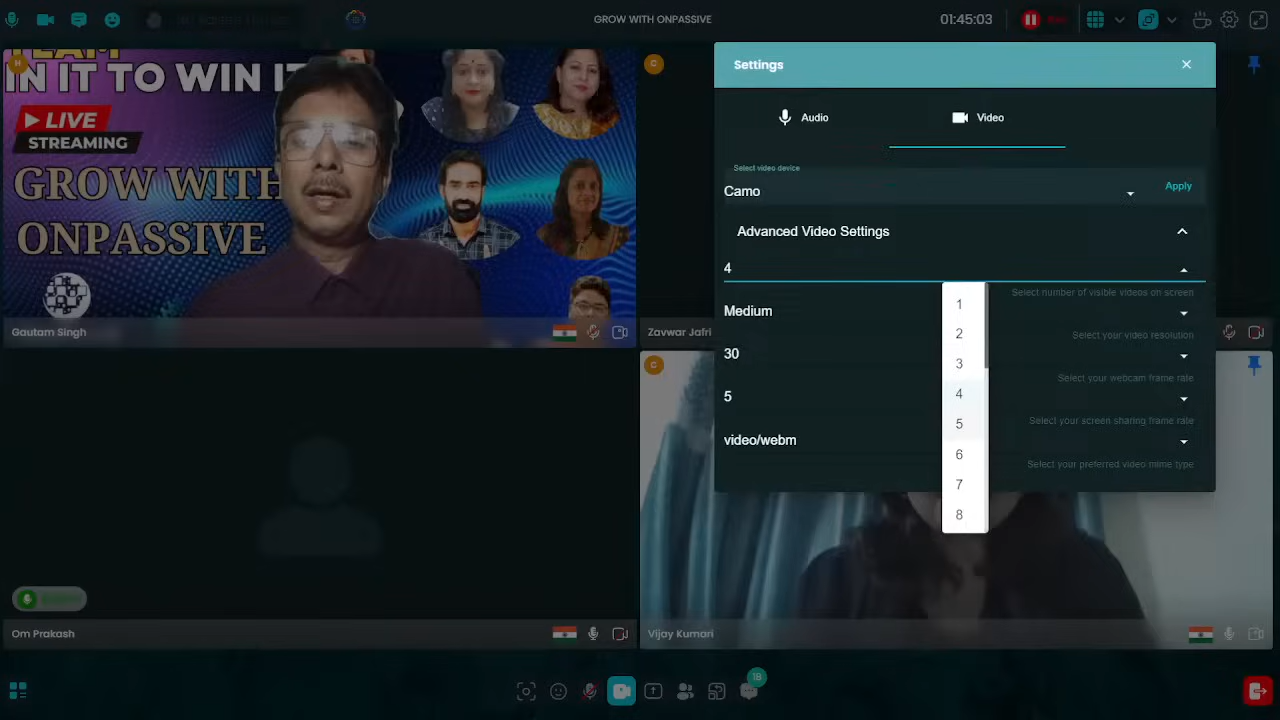 GROW WITH ONPASSIVE
01:45:03
TEAM
IN IT TO WIN IT
LIVE
STREAMING
GROW WITH
ONPASSIVE
H
Gautam Singh
C
Zavwar Jafri
Om Prakash
C
Vijay Kumari
Settings
Audio
Video
Select video device
Camo
Apply
Advanced Video Settings
4
Select number of visible videos on screen
Medium
Select your video resolution
30
Select your webcam frame rate
5
Select your screen sharing frame rate
video/webm
Select your preferred video mime type
1
2
3
4
5
6
7
8
18